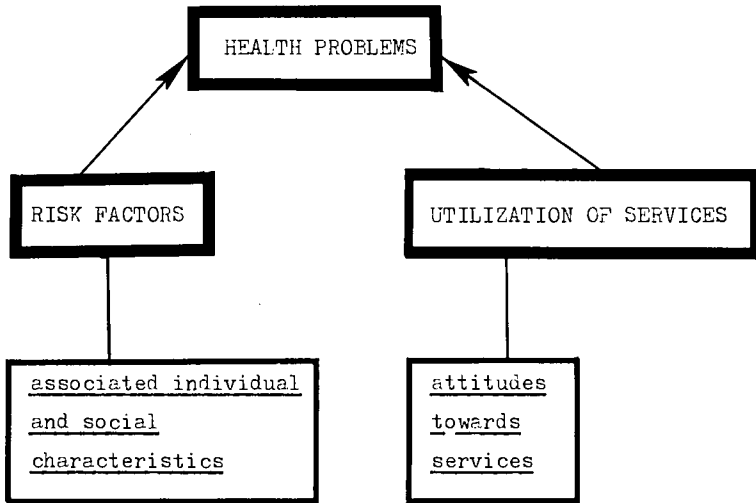 HEALTH PROBLEMS
RISK FACTORS
UTILIZATION OF SERVICES
associated individual
and social
characteristics
attitudes
towards
services